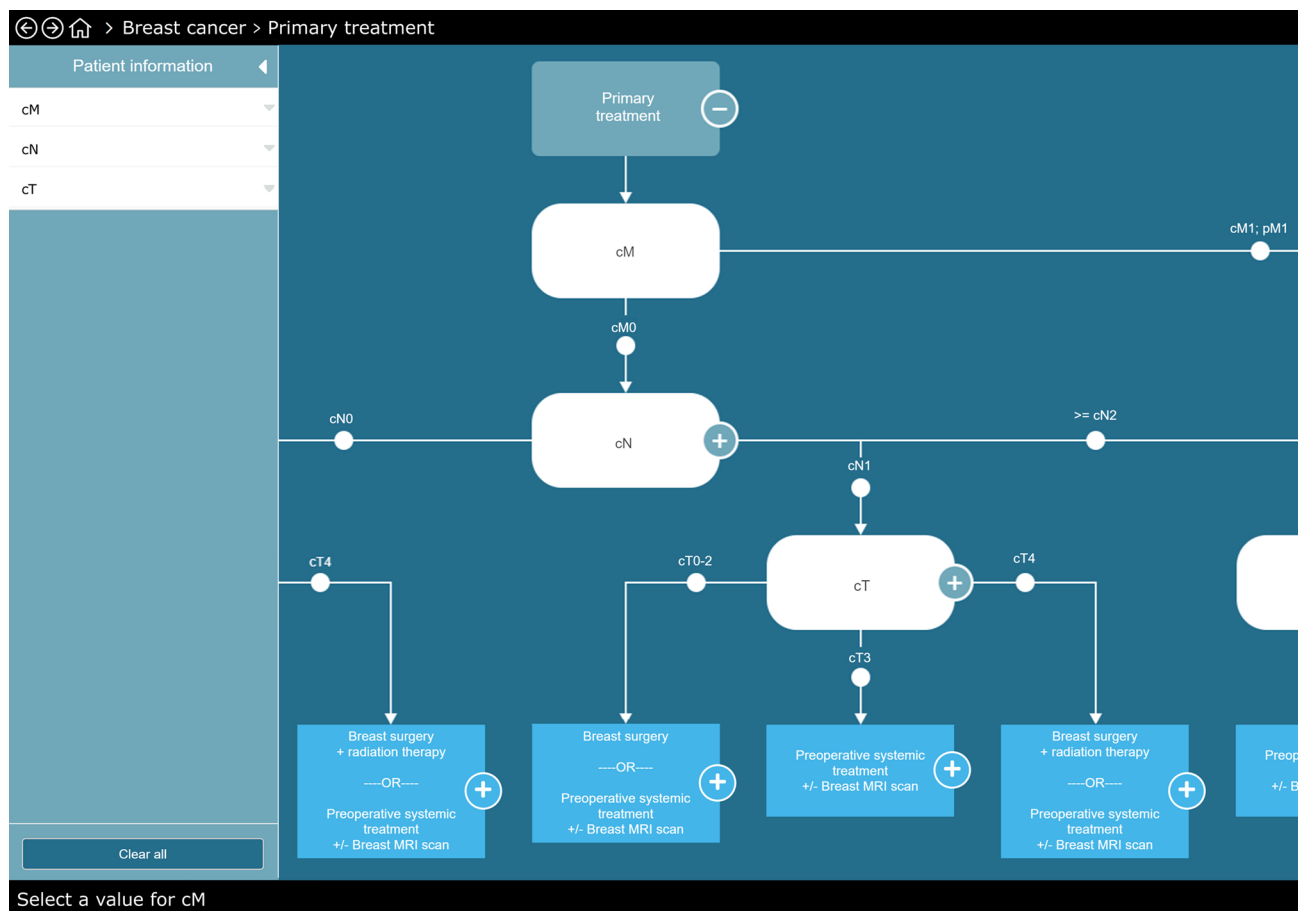 > Breast cancer > Primary treatment
Patient information
cM
cN
cT
Clear all
Primary
treatment
cM
cM1; pM1
cM0
cN0
cN
>= cN2
cN1
cT4
cT0-2
cT
cT4
cT3
Breast surgery
+ radiation therapy
----OR----
Preoperative systemic
treatment
+/- Breast MRI scan
Breast surgery
----OR----
Preoperative systemic
treatment
+/- Breast MRI scan
Preoperative systemic
treatment
+/- Breast MRI scan
Breast surgery
+ radiation therapy
----OR----
Preoperative systemic
treatment
+/- Breast MRI scan
Preop
+/- B
Select a value for cM